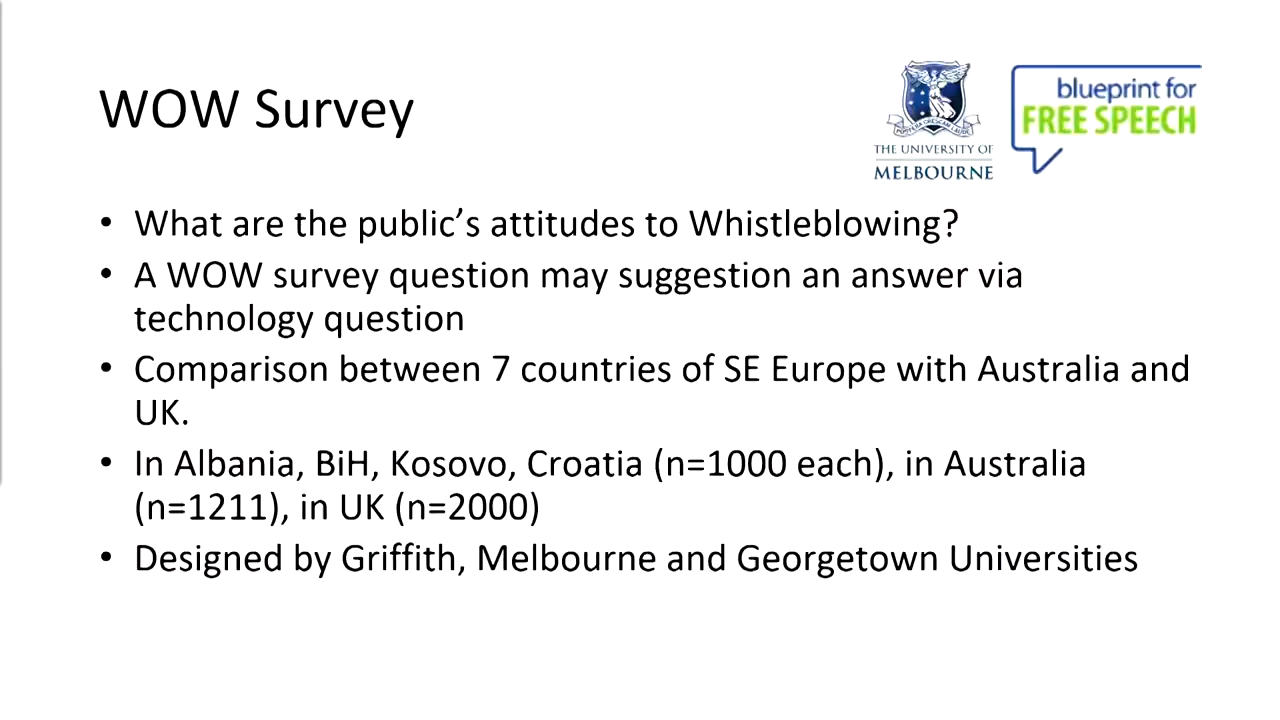 WOW Survey
POSTERA CRESCAM LAUDE
THE UNIVERSITY OF
MELBOURNE
blueprint for
FREE SPEECH
• What are the public’s attitudes to Whistleblowing?
• A WOW survey question may suggestion an answer via
technology question
• Comparison between 7 countries of SE Europe with Australia and
UK.
• In Albania, BiH, Kosovo, Croatia (n=1000 each), in Australia
(n=1211), in UK (n=2000)
• Designed by Griffith, Melbourne and Georgetown Universities